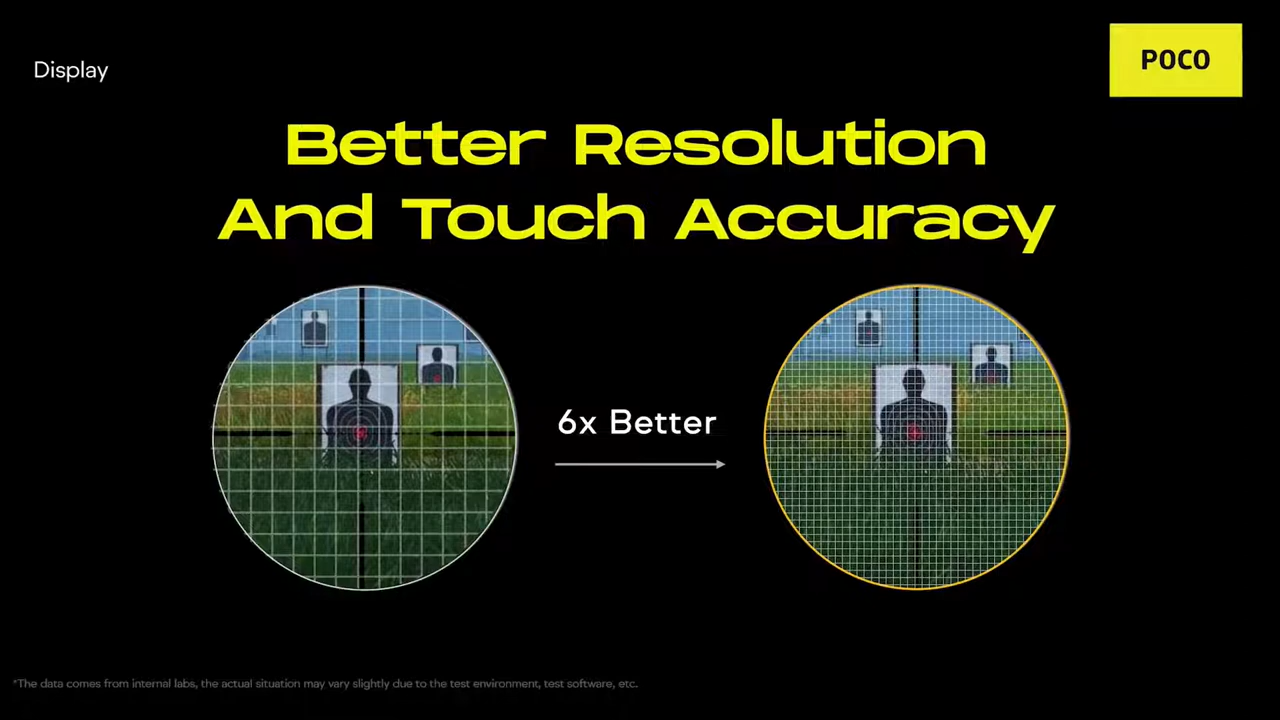 Display
POCO
Better Resolution
And Touch Accuracy
6x Better
*The data comes from internal labs, the actual situation may vary slightly due to the test environment, test software, etc.